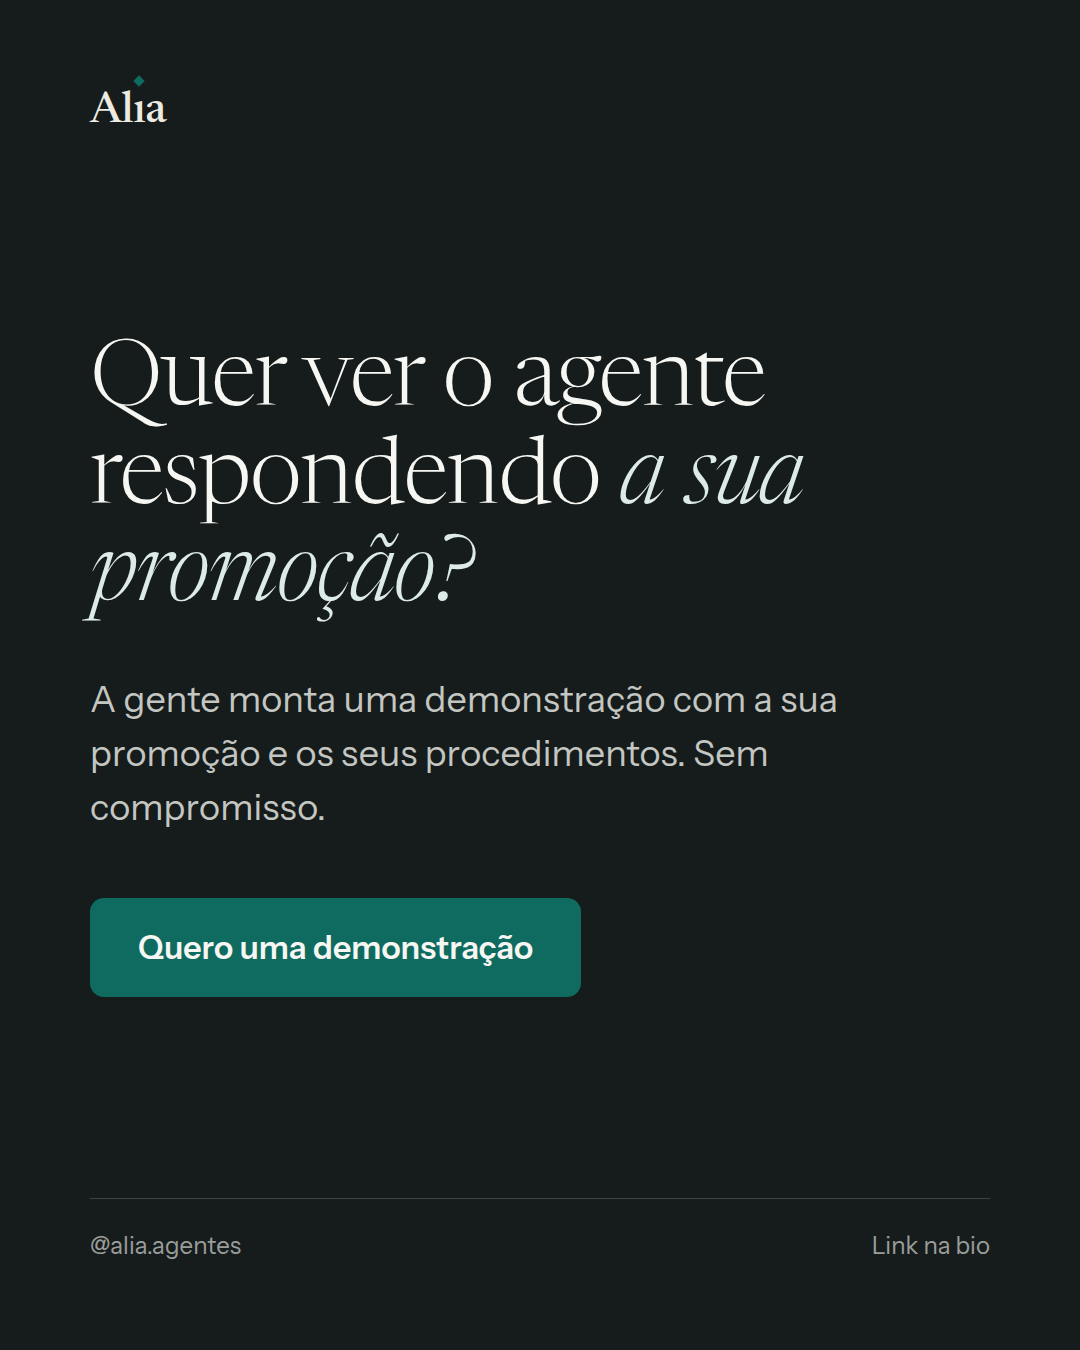 Alia
Quer ver o agente
respondendo a sua
promoção?
A gente monta uma demonstração com a sua
promoção e os seus procedimentos. Sem
compromisso.
Quero uma demonstração
@alia.agentes
Link na bio